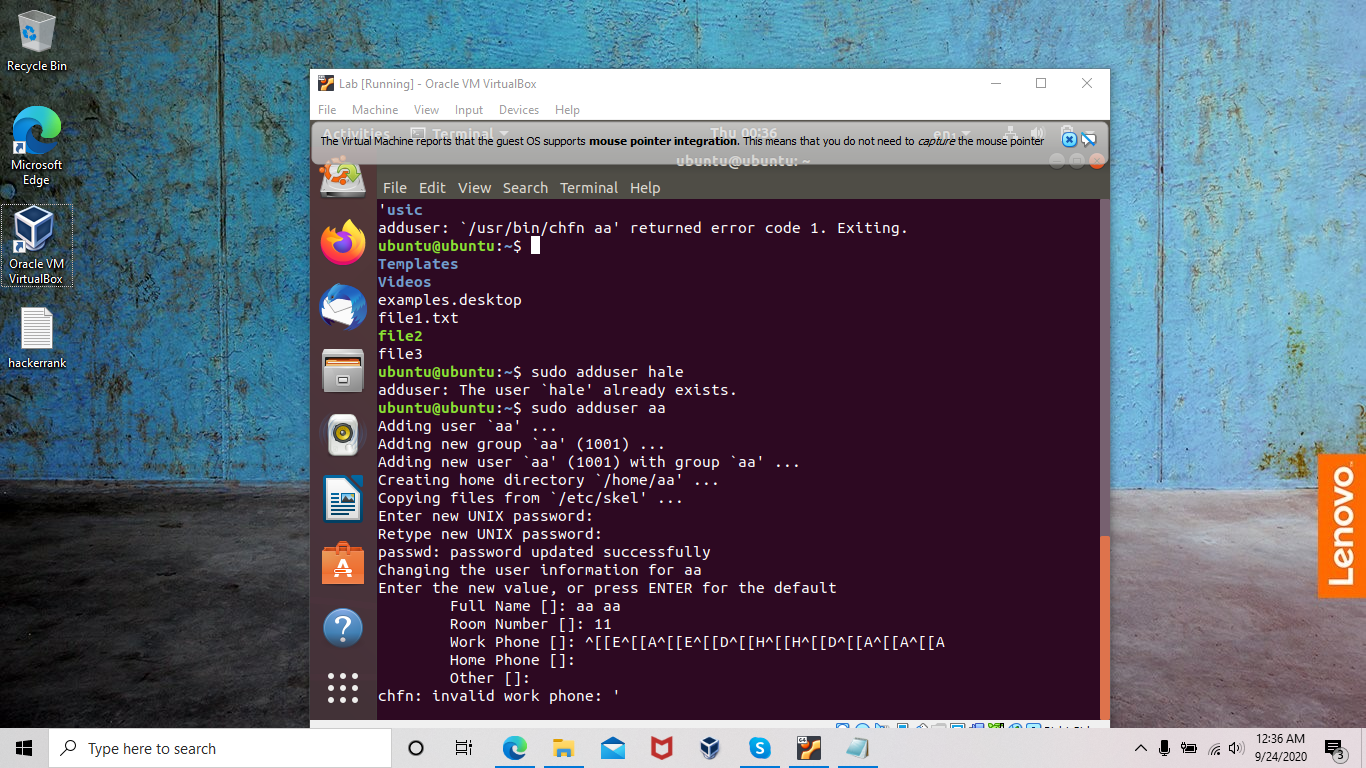 Recycle Bin
Microsoft
Edge
Oracle VM
VirtualBox
hackerrank
Lab [Running] - Oracle VM VirtualBox
File Machine View Input Devices Help
Activities Terminal Thu 00:36 en
The Virtual Machine reports that the guest OS supports mouse pointer integration. This means that you do not need to capture the mouse pointer
ubuntu@ubuntu: ~
File Edit View Search Terminal Help
'usic
adduser: `/usr/bin/chfn aa' returned error code 1. Exiting.
ubuntu@ubuntu:~$
Templates
Videos
examples.desktop
file1.txt
file2
file3
ubuntu@ubuntu:~$ sudo adduser hale
adduser: The user `hale' already exists.
ubuntu@ubuntu:~$ sudo adduser aa
Adding user `aa' ...
Adding new group `aa' (1001) ...
Adding new user `aa' (1001) with group `aa' ...
Creating home directory `/home/aa' ...
Copying files from `/etc/skel' ...
Enter new UNIX password:
Retype new UNIX password:
passwd: password updated successfully
Changing the user information for aa
Enter the new value, or press ENTER for the default
Full Name []: aa aa
Room Number []: 11
Work Phone []: ^[[E^[[A^[[E^[[D^[[H^[[H^[[D^[[A^[[A^[[A
Home Phone []:
Other []:
chfn: invalid work phone: '
Lenovo
Type here to search
12:36 AM
9/24/2020
3